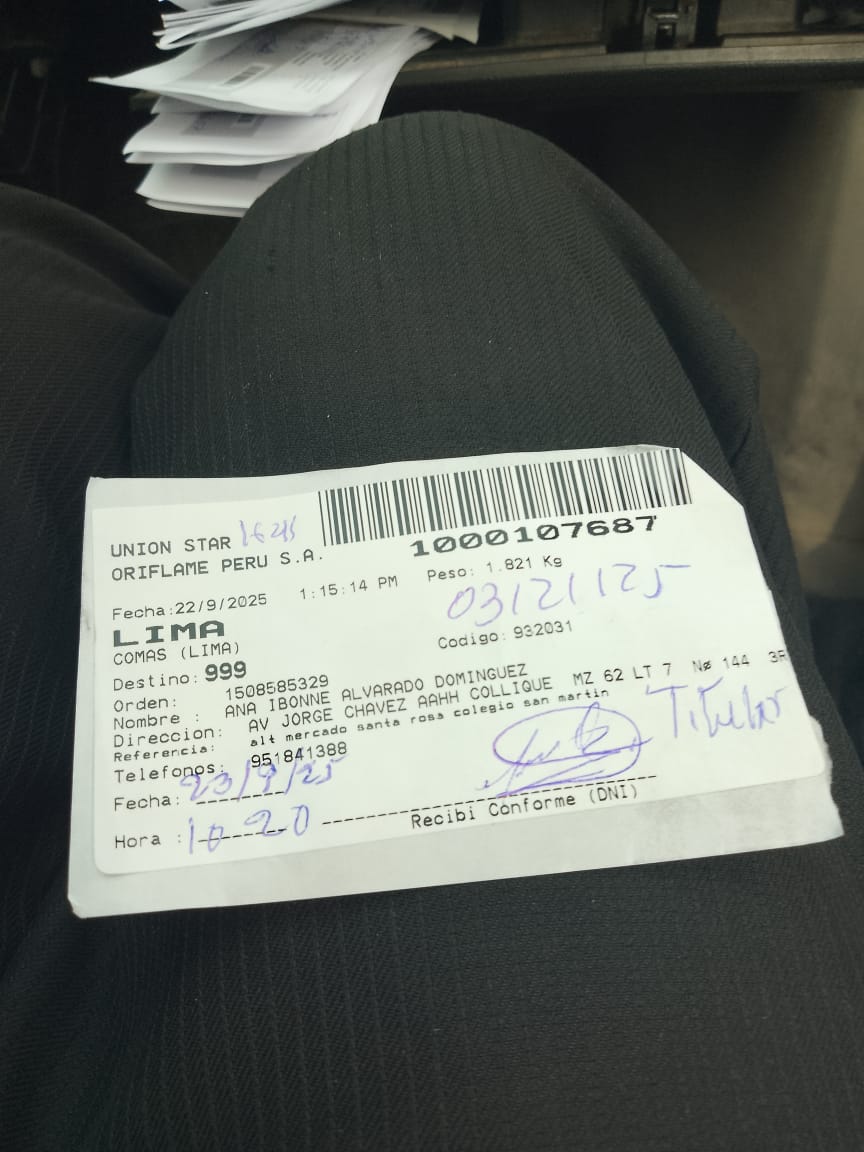 UNION STAR
ORIFLAME PERU S.A.
1000107687
Fecha:22/9/2025 1:15:14 PM Peso: 1.821 Kg
LIMA
COMAS (LIMA) Codigo: 932031
Destino: 999
Orden: 1508585329
Nombre : ANA IBONNE ALVARADO DOMINGUEZ
Direccion: AV JORGE CHAVEZ AAHH COLLIQUE MZ 62 LT 7 Nø 144 3R
Referencia: alt mercado santa rosa colegio san martin
Telefonos: 951841388
Titular
Fecha: 23/9/25
Hora : 10 20
Recibi Conforme (DNI)